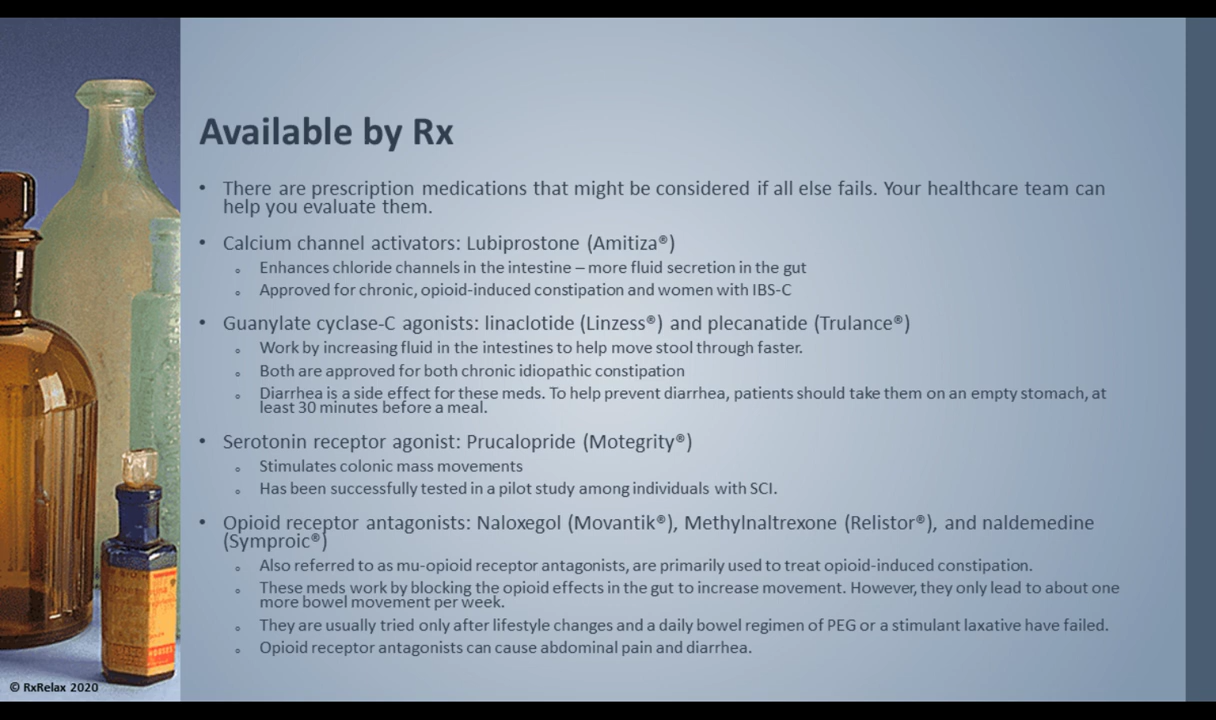 Available by Rx
• There are prescription medications that might be considered if all else fails. Your healthcare team can
help you evaluate them.
• Calcium channel activators: Lubiprostone (Amitiza®)
◦ Enhances chloride channels in the intestine – more fluid secretion in the gut
◦ Approved for chronic, opioid-induced constipation and women with IBS-C
• Guanylate cyclase-C agonists: linaclotide (Linzess®) and plecanatide (Trulance®)
◦ Work by increasing fluid in the intestines to help move stool through faster.
◦ Both are approved for both chronic idiopathic constipation
◦ Diarrhea is a side effect for these meds. To help prevent diarrhea, patients should take them on an empty stomach, at
least 30 minutes before a meal.
• Serotonin receptor agonist: Prucalopride (Motegrity®)
◦ Stimulates colonic mass movements
◦ Has been successfully tested in a pilot study among individuals with SCI.
• Opioid receptor antagonists: Naloxegol (Movantik®), Methylnaltrexone (Relistor®), and naldemedine
(Symproic®)
◦ Also referred to as mu-opioid receptor antagonists, are primarily used to treat opioid-induced constipation.
◦ These meds work by blocking the opioid effects in the gut to increase movement. However, they only lead to about one
more bowel movement per week.
◦ They are usually tried only after lifestyle changes and a daily bowel regimen of PEG or a stimulant laxative have failed.
◦ Opioid receptor antagonists can cause abdominal pain and diarrhea.
© RxRelax 2020